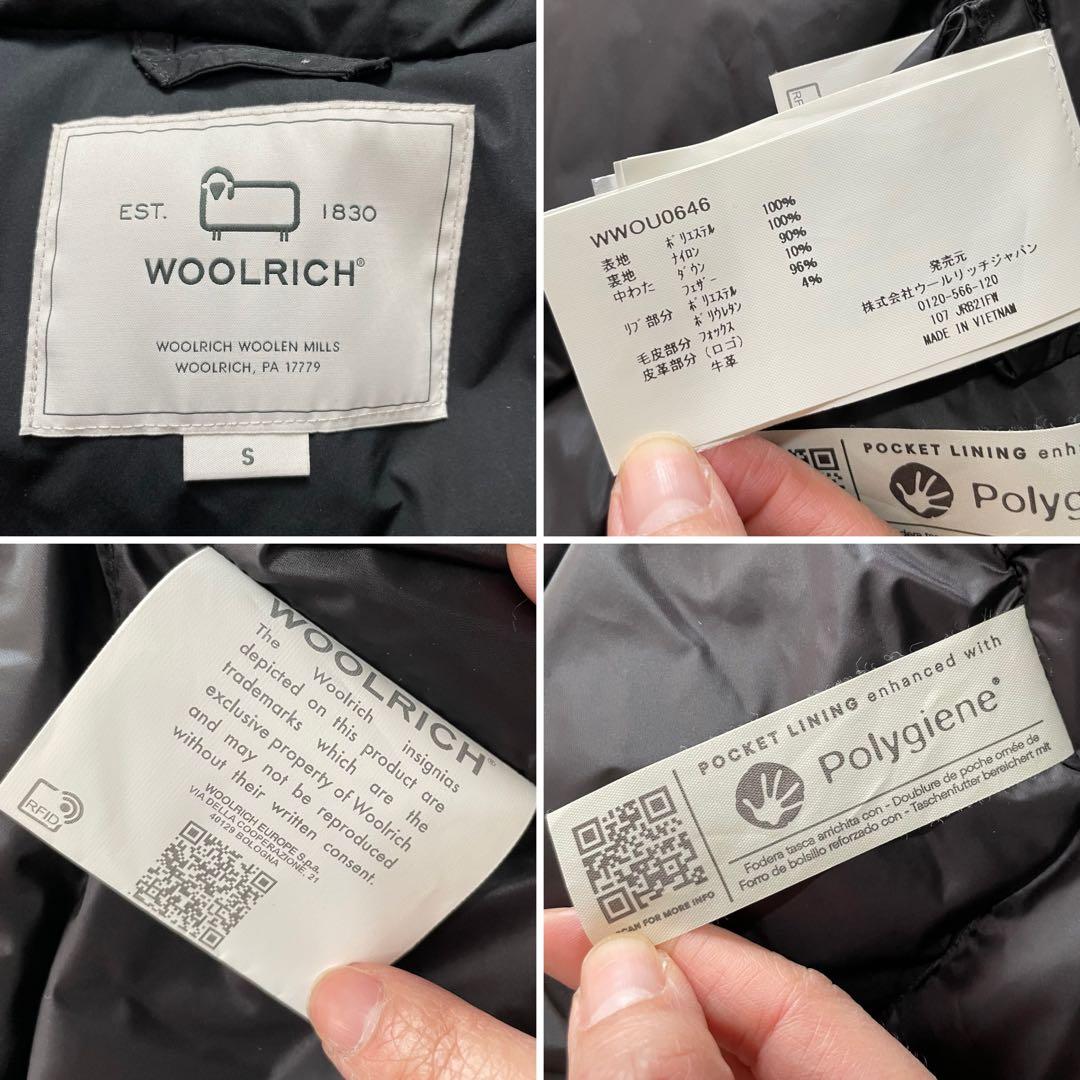 EST. 1830
WOOLRICH®
WOOLRICH WOOLEN MILLS
WOOLRICH, PA 17779
S
RF
WWOU0646
表地 ポリエステル 100%
裏地 ナイロン 100%
中わた ダウン 90%
フェザー 10%
リブ部分 ポリエステル 96%
ポリウレタン 4%
毛皮部分 フォックス
皮革部分 (ロゴ) 牛革
発売元
株式会社ウールリッチジャパン
0120-566-120
107 JRB21FW
MADE IN VIETNAM
POCKET LINING enh
Polyg
WOOLRICH®
The Woolrich insignias
depicted on this product are
trademarks which are the
exclusive property of Woolrich
and may not be reproduced
without their written consent.
WOOLRICH EUROPE S.p.a.
VIA DELLA COOPERAZIONE, 21
40129 BOLOGNA
RFID
POCKET LINING enhanced with
Polygiene®
Fodera tasca arrichita con - Doublure de poche ornée de
Forro de bolsillo reforzado con - Taschenfutter bereichert mit
SCAN FOR MORE INFO